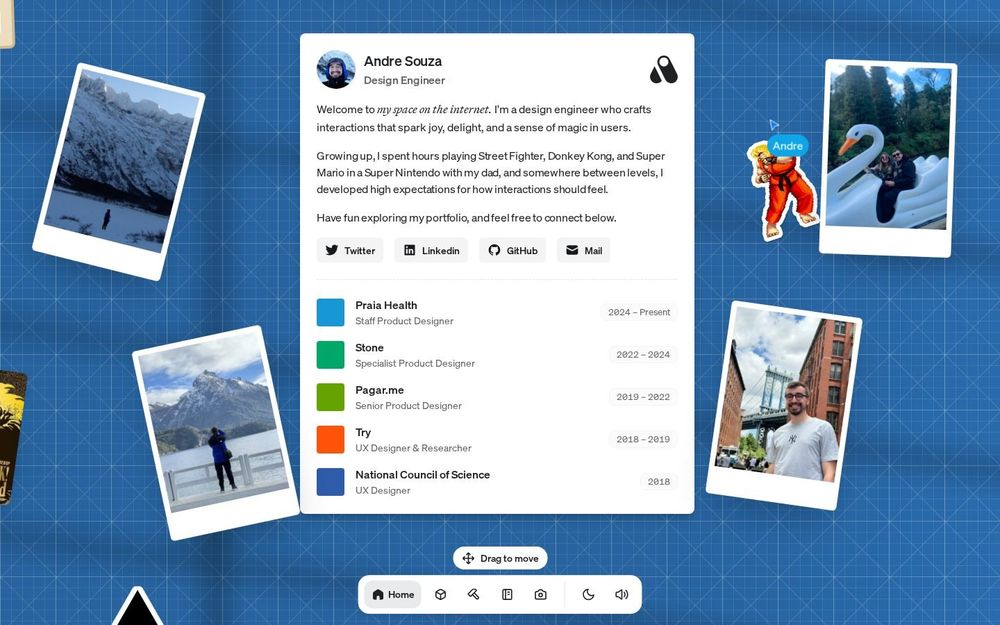 Andre Souza
Design Engineer
Welcome to my space on the internet. I'm a design engineer who crafts
interactions that spark joy, delight, and a sense of magic in users.
Growing up, I spent hours playing Street Fighter, Donkey Kong, and Super
Mario in a Super Nintendo with my dad, and somewhere between levels, I
developed high expectations for how interactions should feel.
Have fun exploring my portfolio, and feel free to connect below.
Twitter
Linkedin
GitHub
Mail
Praia Health
Staff Product Designer
2024 – Present
Stone
Specialist Product Designer
2022 – 2024
Pagar.me
Senior Product Designer
2019 – 2022
Try
UX Designer & Researcher
2018 – 2019
National Council of Science
UX Designer
2018
Andre
Drag to move
Home